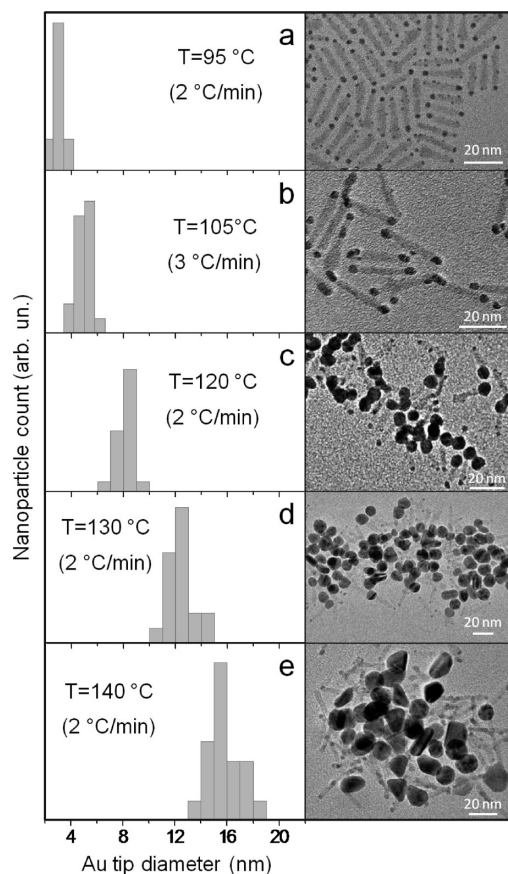 a
T=95 °C
(2 °C/min)
20 nm
b
T=105°C
(3 °C/min)
20 nm
c
T=120 °C
(2 °C/min)
20 nm
d
T=130 °C
(2 °C/min)
20 nm
e
T=140 °C
(2 °C/min)
20 nm
Nanoparticle count (arb. un.)
4 8 12 16 20
Au tip diameter (nm)